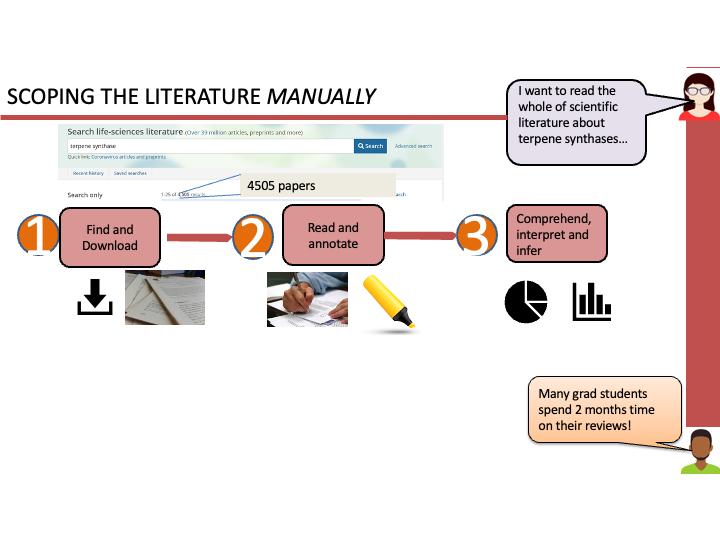 SCOPING THE LITERATURE MANUALLY
I want to read the
whole of scientific
literature about
terpene synthases...
Search life-sciences literature (Over 39 million articles, preprints and more)
terpene synthase
Search
Advanced search
Quick link: Coronavirus articles and preprints
Recent history
Saved searches
Search only
1-25 of 4,505 results
4505 papers
1
Find and
Download
2
Read and
annotate
3
Comprehend,
interpret and
infer
Many grad students
spend 2 months time
on their reviews!